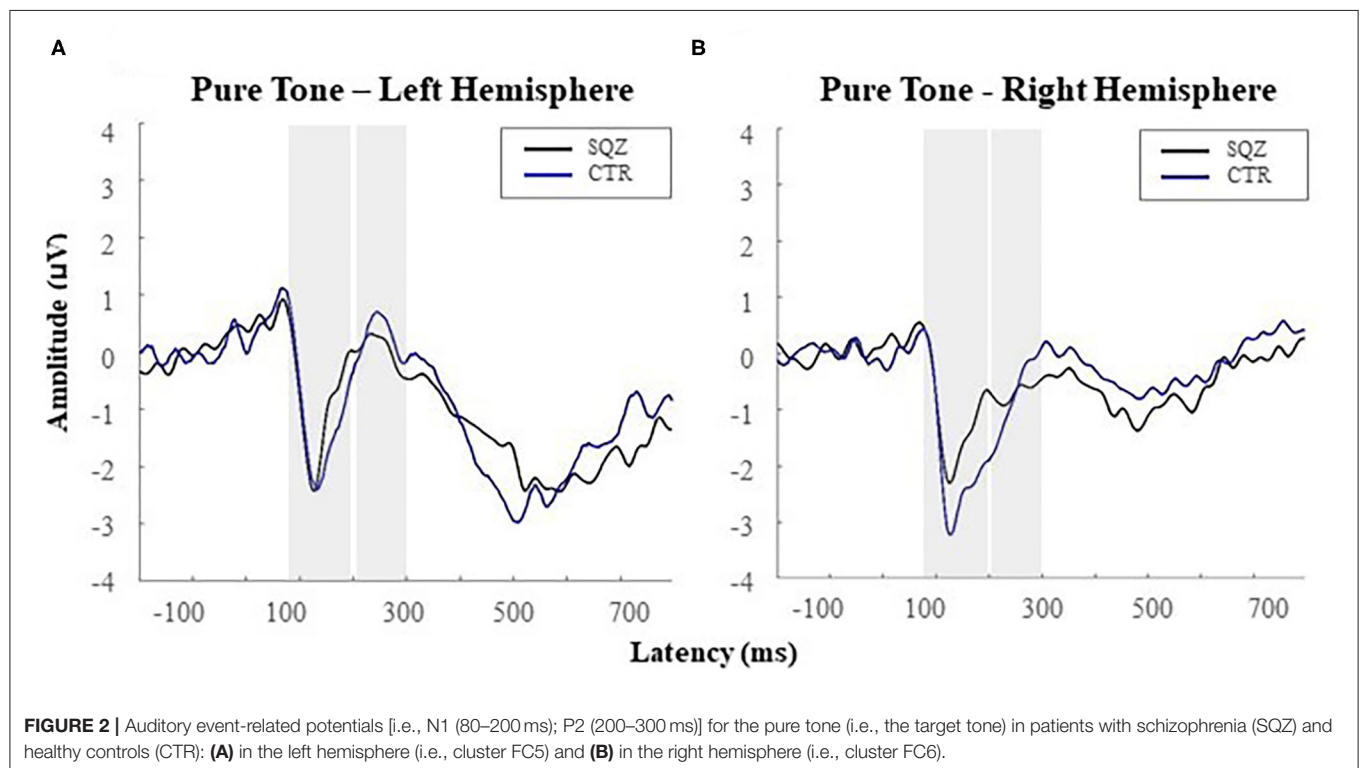 A
B
Pure Tone – Left Hemisphere
Pure Tone - Right Hemisphere
SQZ
CTR
SQZ
CTR
Amplitude (µV)
4
3
2
1
0
-1
-2
-3
-4
4
3
2
1
0
-1
-2
-3
-4
-100 100 300 500 700
-100 100 300 500 700
Latency (ms)
FIGURE 2 | Auditory event-related potentials [i.e., N1 (80–200 ms); P2 (200–300 ms)] for the pure tone (i.e., the target tone) in patients with schizophrenia (SQZ) and
healthy controls (CTR): (A) in the left hemisphere (i.e., cluster FC5) and (B) in the right hemisphere (i.e., cluster FC6).